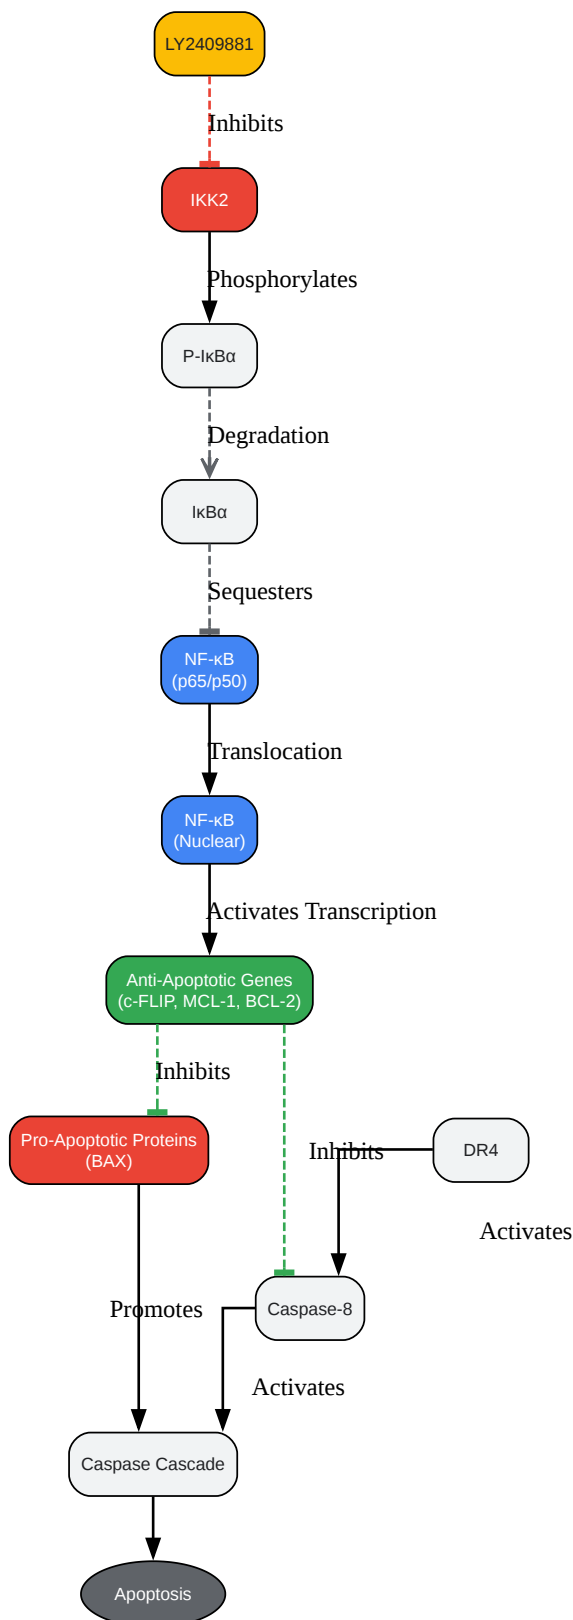 LY2409881
Inhibits
IKK2
Phosphorylates
P-IκBα
Degradation
IκBα
Sequesters
NF-κB
(p65/p50)
Translocation
NF-κB
(Nuclear)
Activates Transcription
Anti-Apoptotic Genes
(c-FLIP, MCL-1, BCL-2)
Inhibits
Pro-Apoptotic Proteins
(BAX)
Inhibits
DR4
Activates
Promotes
Caspase-8
Activates
Caspase Cascade
Apoptosis